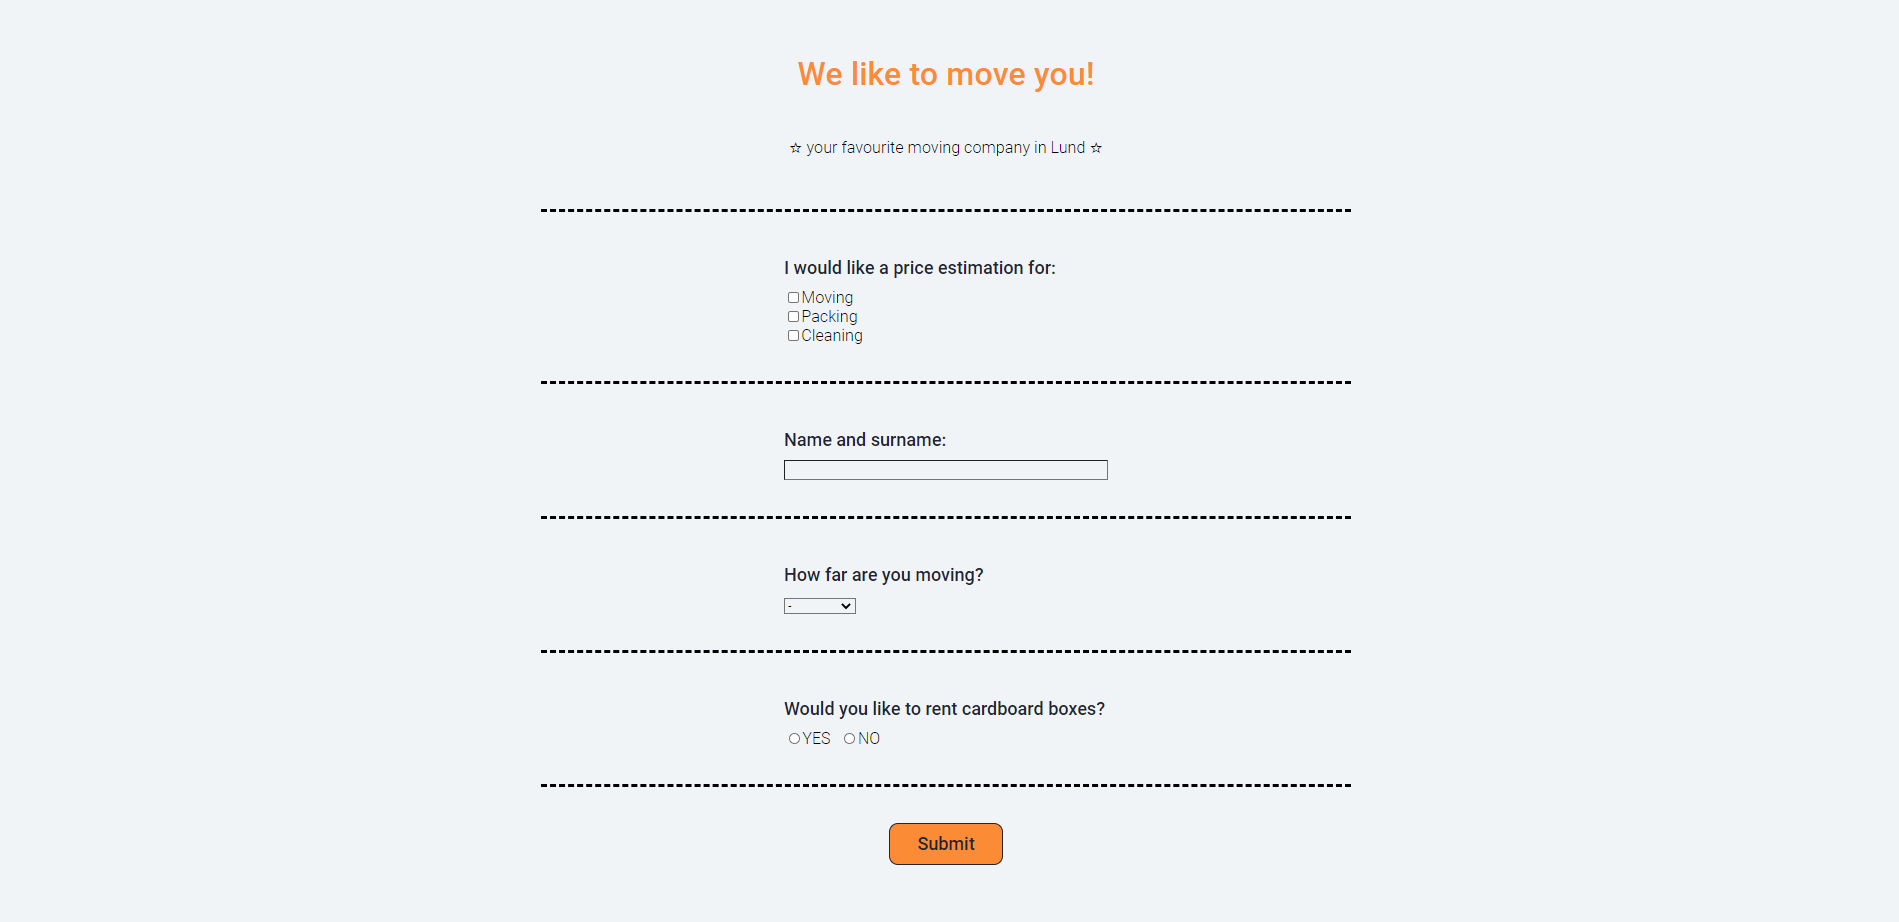 We like to move you!
☆ your favourite moving company in Lund ☆
I would like a price estimation for:
Moving
Packing
Cleaning
Name and surname:
How far are you moving?
-
Would you like to rent cardboard boxes?
YES NO
Submit